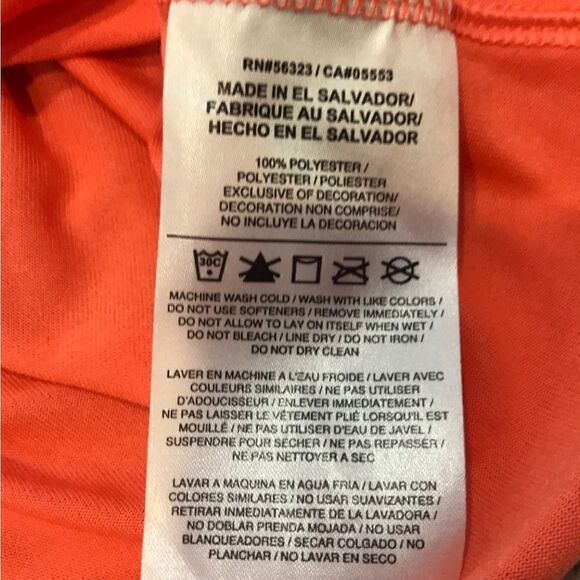 RN#56323 / CA#05553
MADE IN EL SALVADOR/
FABRIQUE AU SALVADOR/
HECHO EN EL SALVADOR
100% POLYESTER /
POLYESTER / POLIESTER
EXCLUSIVE OF DECORATION/
DECORATION NON COMPRISE/
NO INCLUYE LA DECORACION
30C
MACHINE WASH COLD / WASH WITH LIKE COLORS /
DO NOT USE SOFTENERS / REMOVE IMMEDIATELY /
DO NOT ALLOW TO LAY ON ITSELF WHEN WET /
DO NOT BLEACH / LINE DRY / DO NOT IRON /
DO NOT DRY CLEAN
LAVER EN MACHINE A L'EAU FROIDE / LAVER AVEC
COULEURS SIMILAIRES / NE PAS UTILISER
D'ADOUCISSEUR / ENLEVER IMMEDIATEMENT /
NE PAS LAISSER LE VÊTEMENT PLIÉ LORSQU'IL EST
MOUILLÉ / NE PAS UTILISER D'EAU DE JAVEL /
SUSPENDRE POUR SECHER / NE PAS REPASSER /
NE PAS NETTOYER A SEC
LAVAR A MAQUINA EN AGUA FRIA / LAVAR CON
COLORES SIMILARES / NO USAR SUAVIZANTES /
RETIRAR INMEDIATAMENTE DE LA LAVADORA /
NO DOBLAR PRENDA MOJADA / NO USAR
BLANQUEADORES / SECAR COLGADO / NO
PLANCHAR / NO LAVAR EN SECO